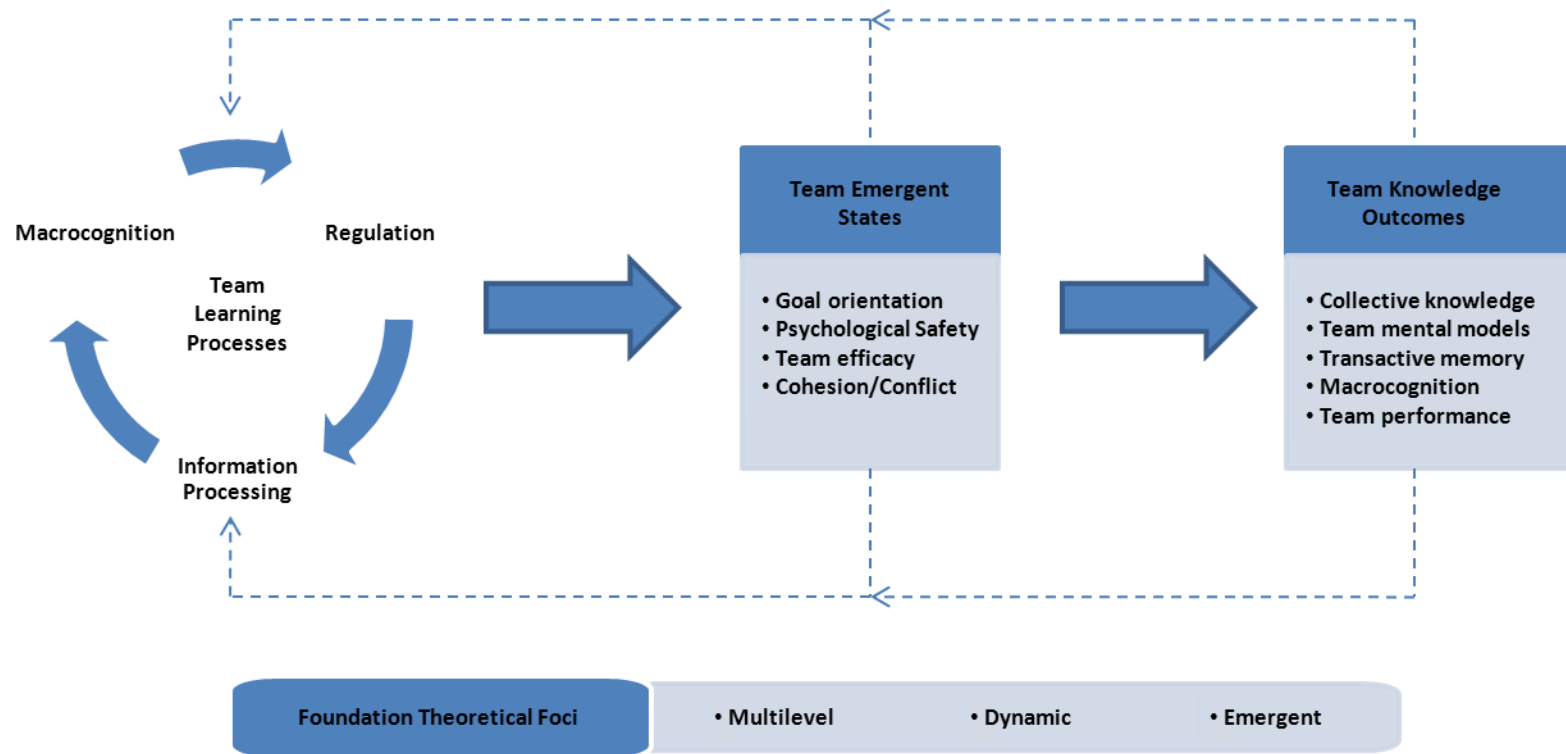 Macrocognition
Regulation
Team
Learning
Processes
Information
Processing
Team Emergent
States
• Goal orientation
• Psychological Safety
• Team efficacy
• Cohesion/Conflict
Team Knowledge
Outcomes
• Collective knowledge
• Team mental models
• Transactive memory
• Macrocognition
• Team performance
Foundation Theoretical Foci
• Multilevel
• Dynamic
• Emergent